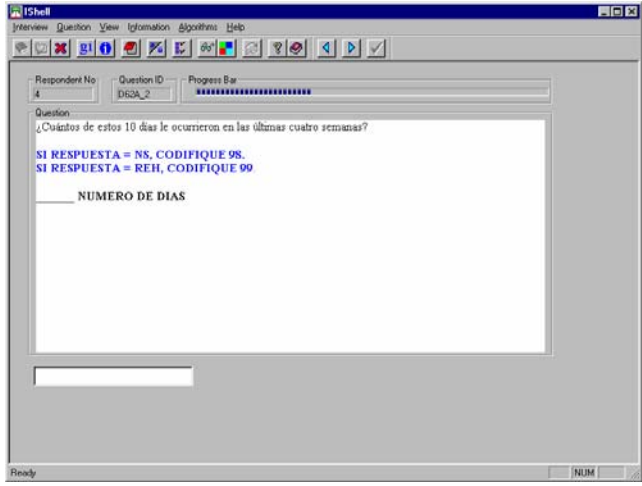 IShell
Interview Question View Information Algorithms Help
Respondent No
Question ID
Progress Bar
4
D62A_2
Question
¿Cuántos de estos 10 días le ocurrieron en las últimas cuatro semanas?
SI RESPUESTA = NS, CODIFIQUE 98.
SI RESPUESTA = REH, CODIFIQUE 99.
______ NUMERO DE DIAS
Ready
NUM